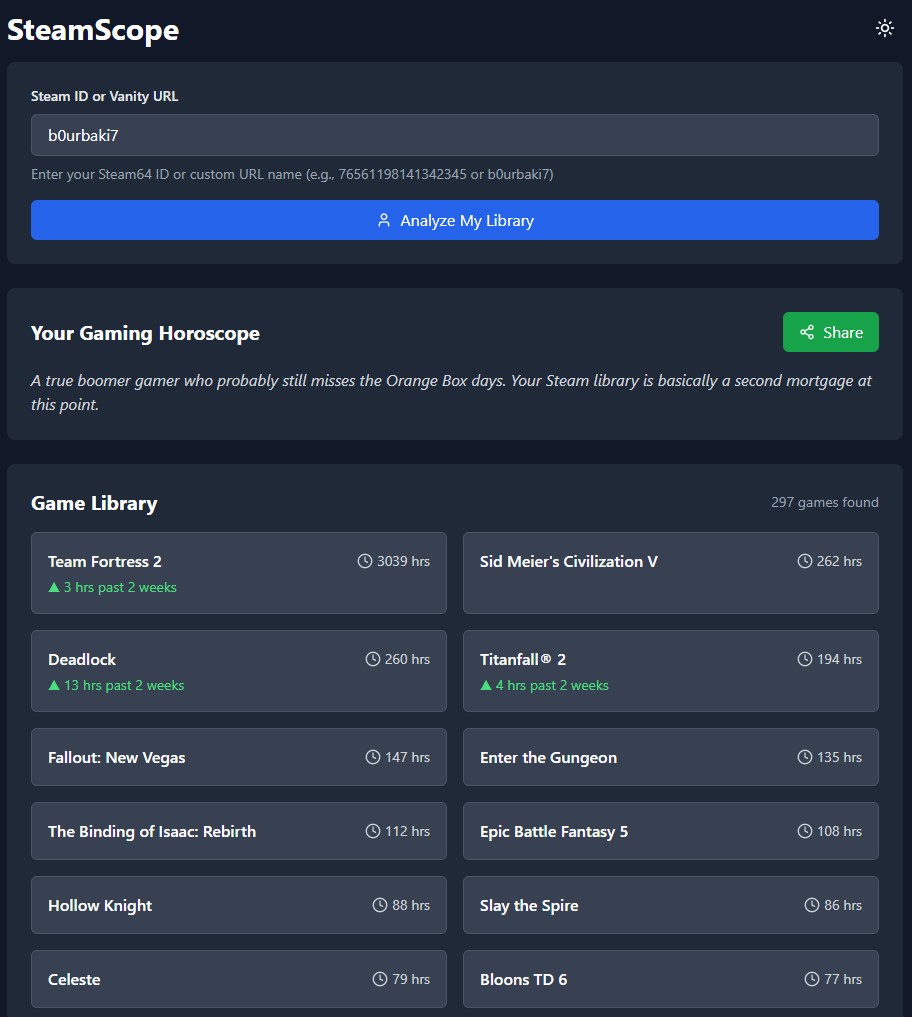 SteamScope
Steam ID or Vanity URL
b0urbaki7
Enter your Steam64 ID or custom URL name (e.g., 76561198141342345 or b0urbaki7)
Analyze My Library
Your Gaming Horoscope
Share
A true boomer gamer who probably still misses the Orange Box days. Your Steam library is basically a second mortgage at
this point.
Game Library
297 games found
Team Fortress 2
3039 hrs
▲ 3 hrs past 2 weeks
Sid Meier's Civilization V
262 hrs
Deadlock
260 hrs
▲ 13 hrs past 2 weeks
Titanfall® 2
194 hrs
▲ 4 hrs past 2 weeks
Fallout: New Vegas
147 hrs
Enter the Gungeon
135 hrs
The Binding of Isaac: Rebirth
112 hrs
Epic Battle Fantasy 5
108 hrs
Hollow Knight
88 hrs
Slay the Spire
86 hrs
Celeste
79 hrs
Bloons TD 6
77 hrs